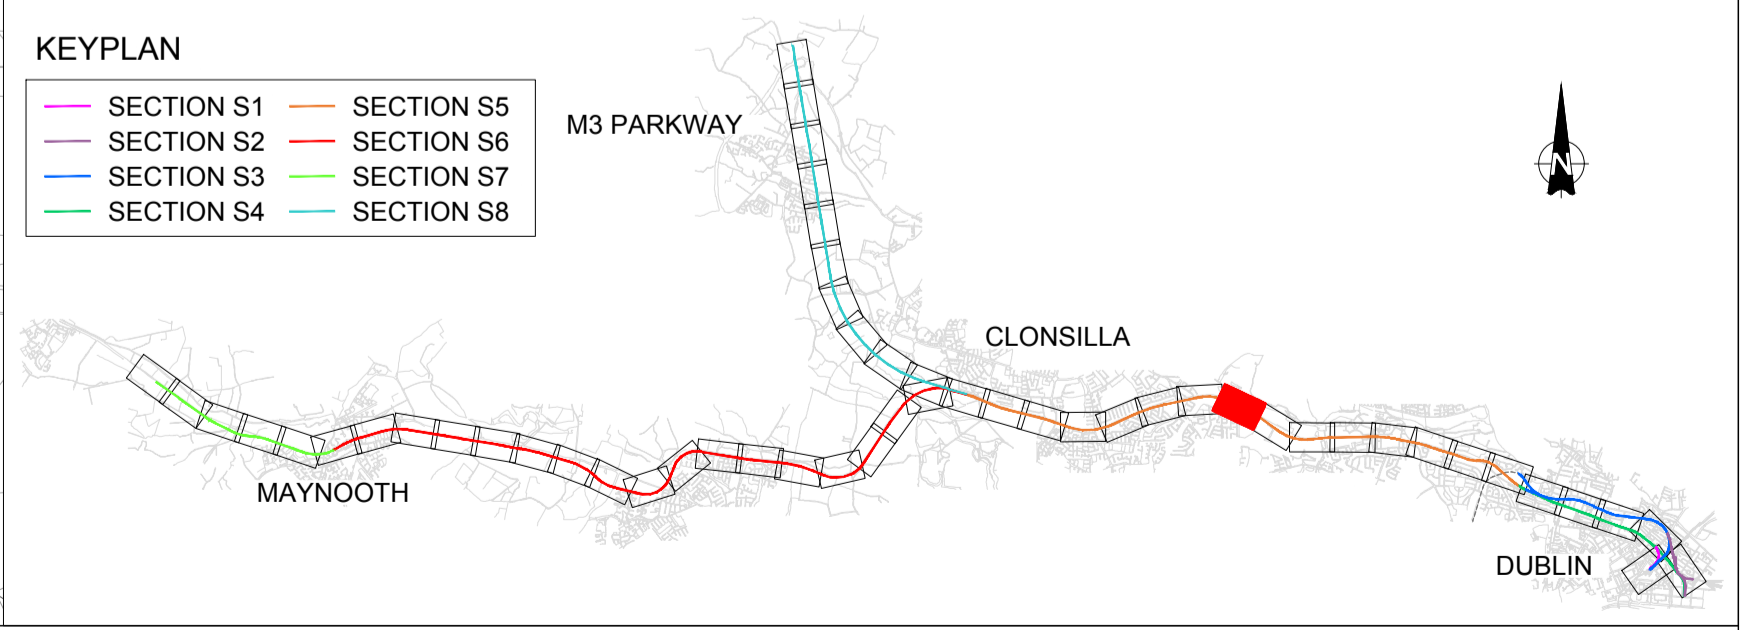 KEYPLAN
SECTION S1 SECTION S5
SECTION S2 SECTION S6
SECTION S3 SECTION S7
SECTION S4 SECTION S8
M3 PARKWAY
N
CLONSILLA
MAYNOOTH
DUBLIN